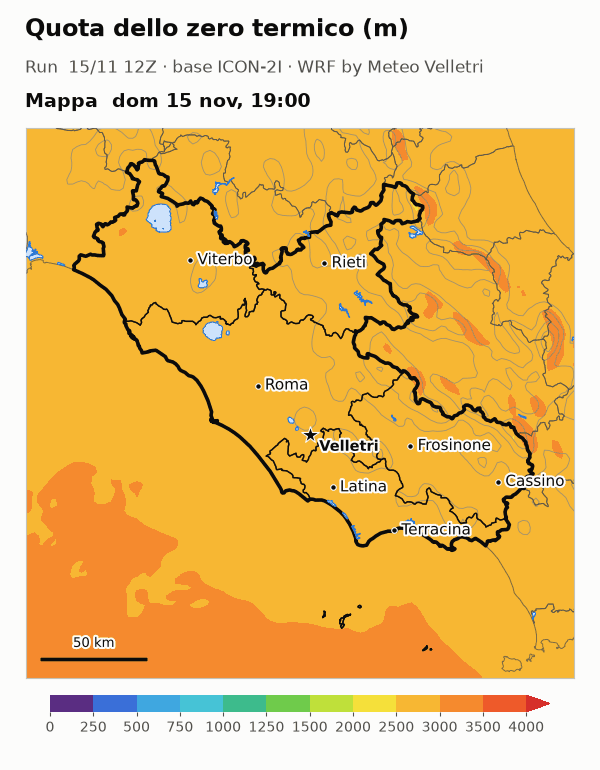 Quota dello zero termico (m)
Run  15/11 12Z · base ICON-2I · WRF by Meteo Velletri
Mappa  dom 15 nov, 19:00
Viterbo
Rieti
Roma
Velletri
Frosinone
Cassino
Latina
Terracina
50 km
0 250 500 750 1000 1250 1500 2000 2500 3000 3500 4000